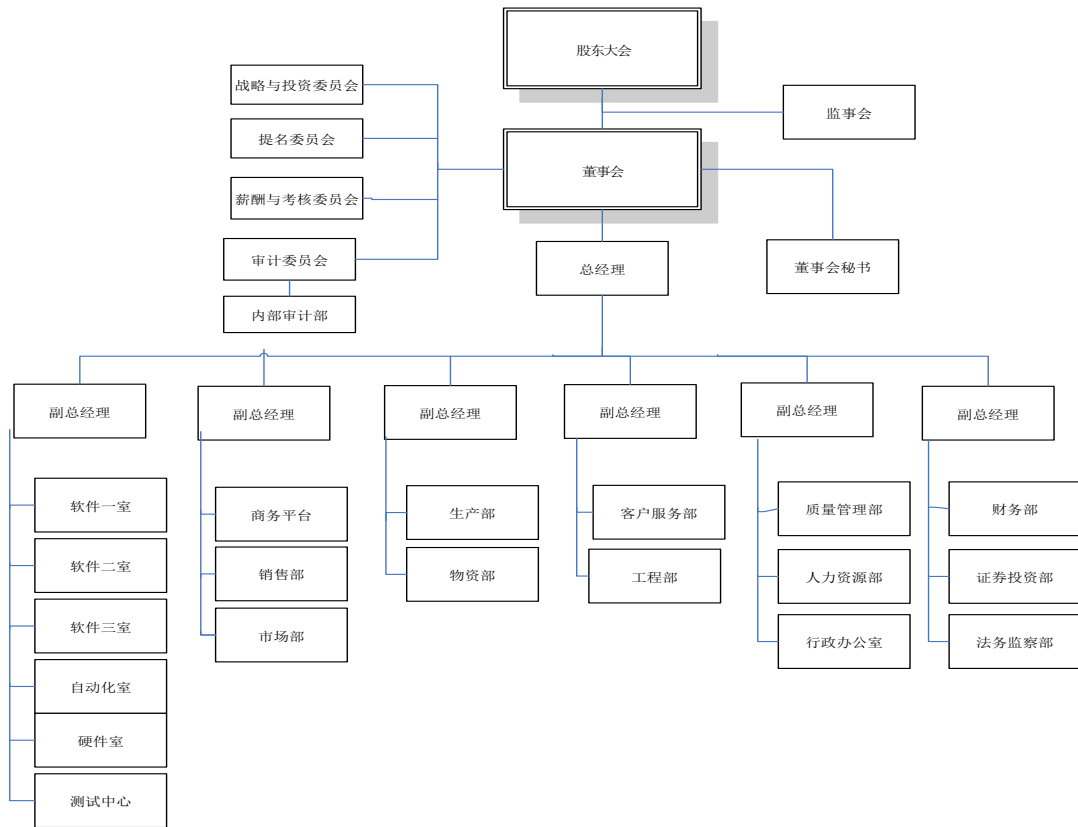 股东大会
战略与投资委员会
监事会
提名委员会
董事会
薪酬与考核委员会
审计委员会
总经理
董事会秘书
内部审计部
副总经理
副总经理
副总经理
副总经理
副总经理
副总经理
软件一室
软件二室
软件三室
自动化室
硬件室
测试中心
商务平台
销售部
市场部
生产部
物资部
客户服务部
工程部
质量管理部
人力资源部
行政办公室
财务部
证券投资部
法务监察部